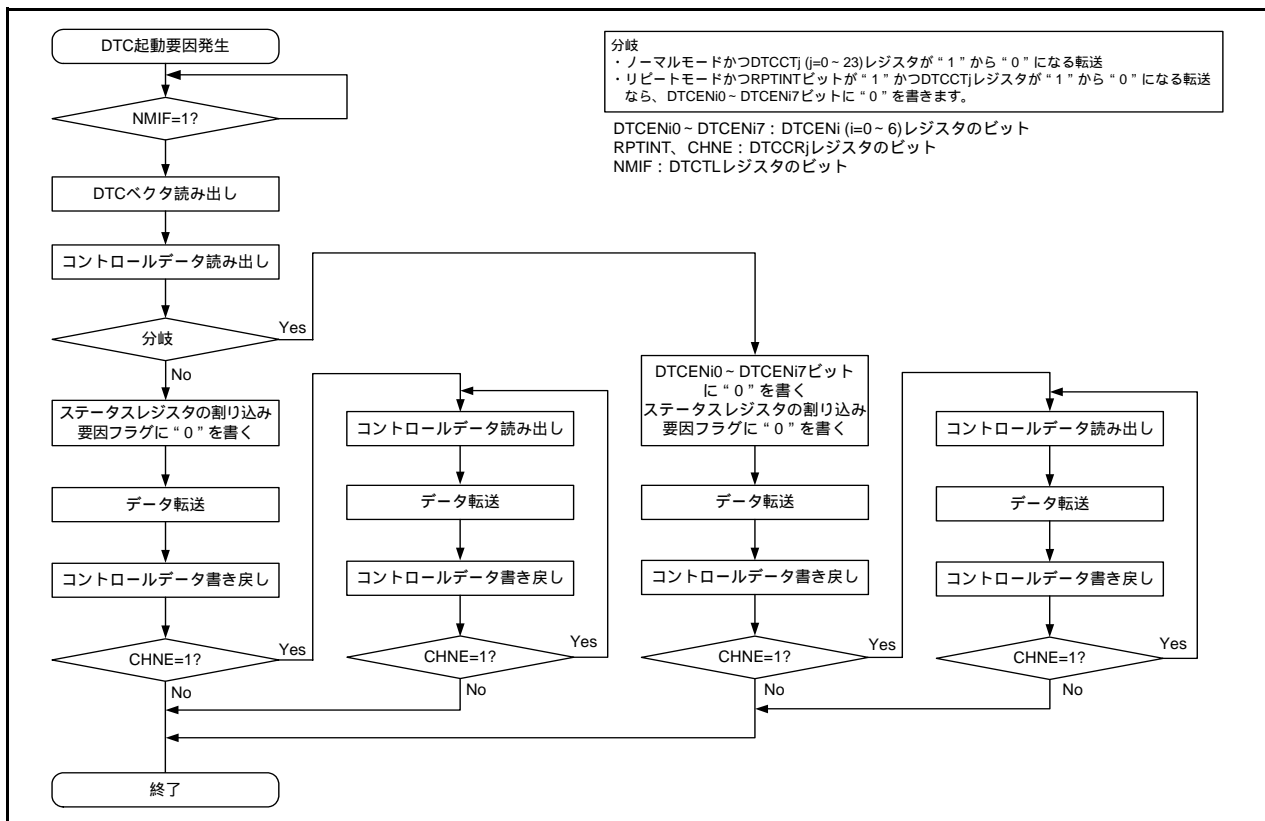 DTC起動要因発生
NMIF=1?
DTCベクタ読み出し
コントロールデータ読み出し
分岐
Yes
No
ステータスレジスタの割り込み
要因フラグに“0”を書く
データ転送
コントロールデータ書き戻し
CHNE=1?
Yes
No
終了
コントロールデータ読み出し
データ転送
コントロールデータ書き戻し
CHNE=1?
Yes
No
分岐
・ノーマルモードかつDTCCTj (j=0~23)レジスタが“1”から“0”になる転送
・リピートモードかつRPTINTビットが“1”かつDTCCTjレジスタが“1”から“0”になる転送
なら、DTCENi0~DTCENi7ビットに“0”を書きます。
DTCENi0~DTCENi7:DTCENi (i=0~6)レジスタのビット
RPTINT、CHNE:DTCCRjレジスタのビット
NMIF:DTCTLレジスタのビット
DTCENi0~DTCENi7ビット
に“0”を書く
ステータスレジスタの割り込み
要因フラグに“0”を書く
データ転送
コントロールデータ書き戻し
CHNE=1?
Yes
No
コントロールデータ読み出し
データ転送
コントロールデータ書き戻し
CHNE=1?
Yes
No